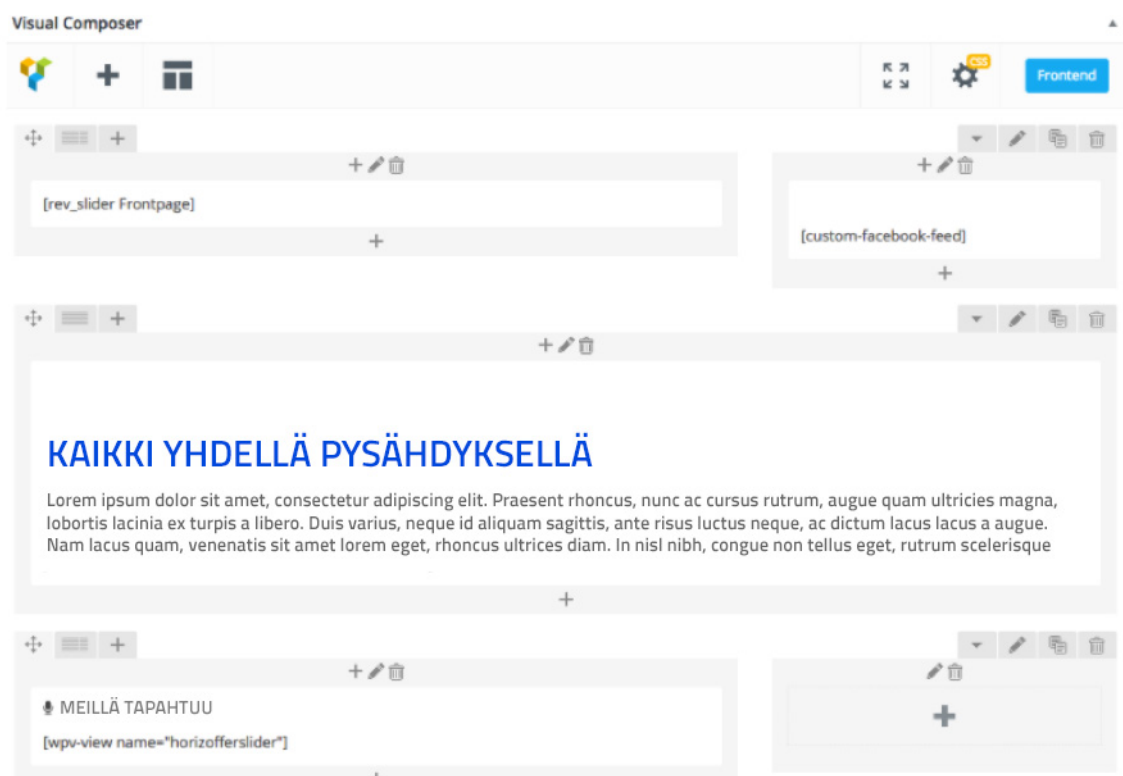 Visual Composer
CSS
Frontend
[rev_slider Frontpage]
[custom-facebook-feed]
KAIKKI YHDELLÄ PYSÄHDYKSELLÄ
Lorem ipsum dolor sit amet, consectetur adipiscing elit. Praesent rhoncus, nunc ac cursus rutrum, augue quam ultricies magna,
lobortis lacinia ex turpis a libero. Duis varius, neque id aliquam sagittis, ante risus luctus neque, ac dictum lacus lacus a augue.
Nam lacus quam, venenatis sit amet lorem eget, rhoncus ultrices diam. In nisl nibh, congue non tellus eget, rutrum scelerisque
MEILLÄ TAPAHTUU
[wpv-view name="horizofferslider"]